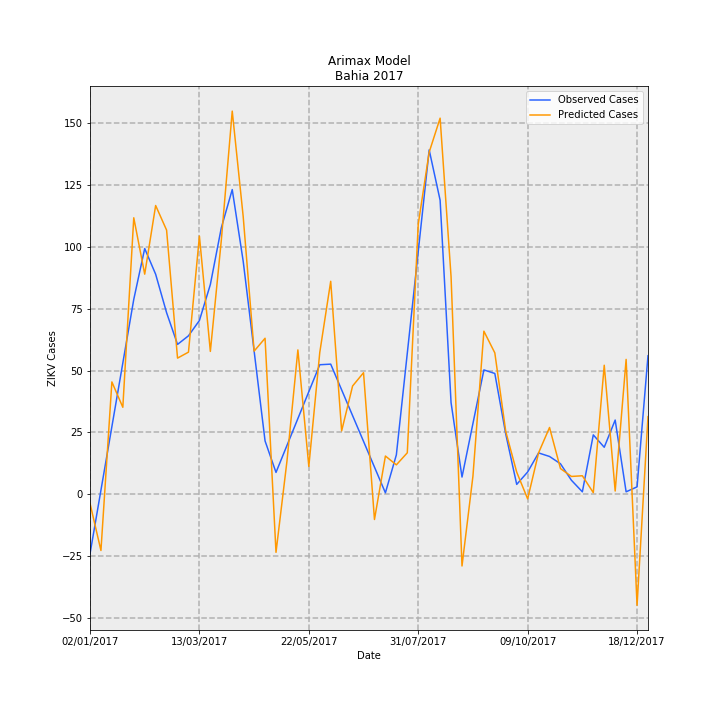 Arimax Model
Bahia 2017
Observed Cases
Predicted Cases
150
125
100
75
50
25
0
−25
−50
ZIKV Cases
02/01/2017
13/03/2017
22/05/2017
31/07/2017
09/10/2017
18/12/2017
Date